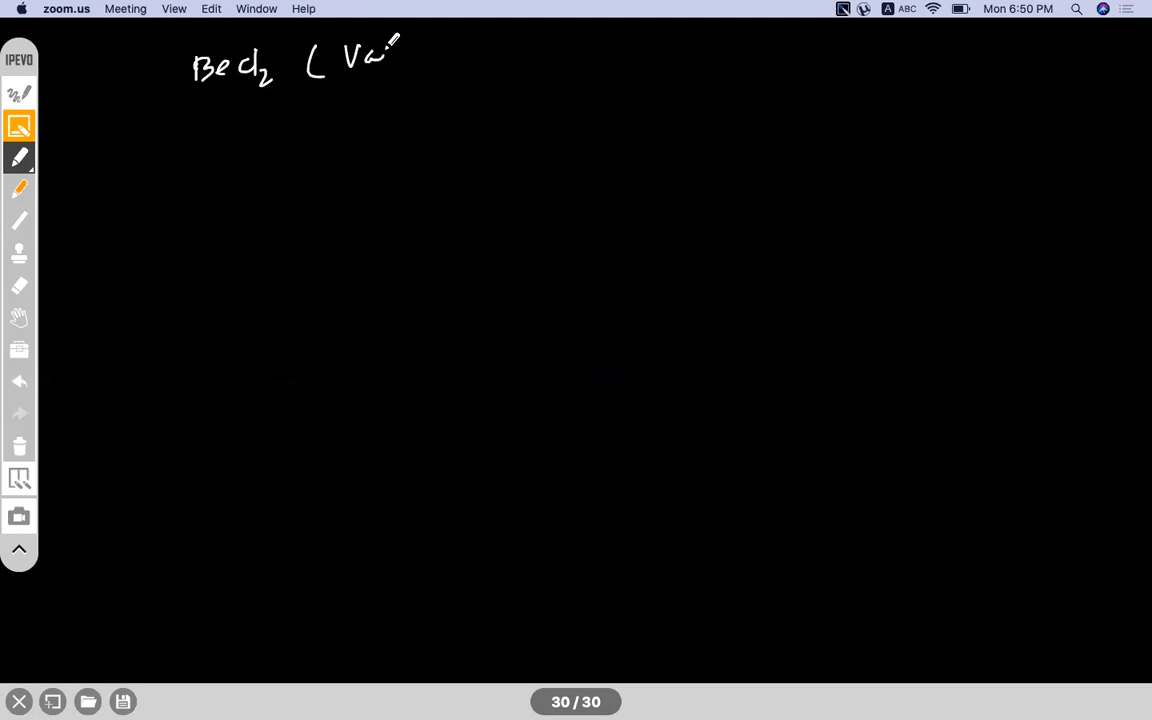 zoom.us Meeting View Edit Window Help A ABC Mon 6:50 PM
IPEVO
BeCl₂ ( Va
30 / 30